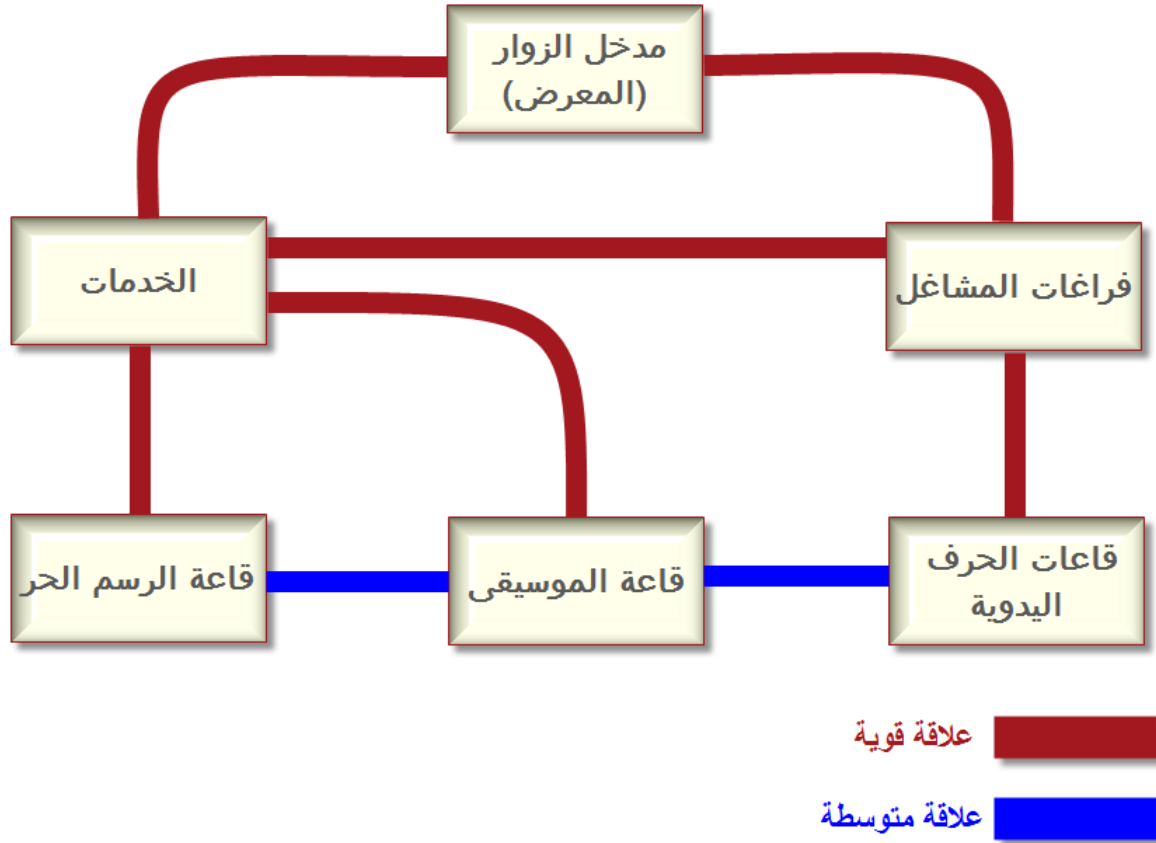 مدخل الزوار
(المعرض)
فراغات المشاغل
الخدمات
قاعات الحرف
اليدوية
قاعة الموسيقى
قاعة الرسم الحر
علاقة قوية
علاقة متوسطة